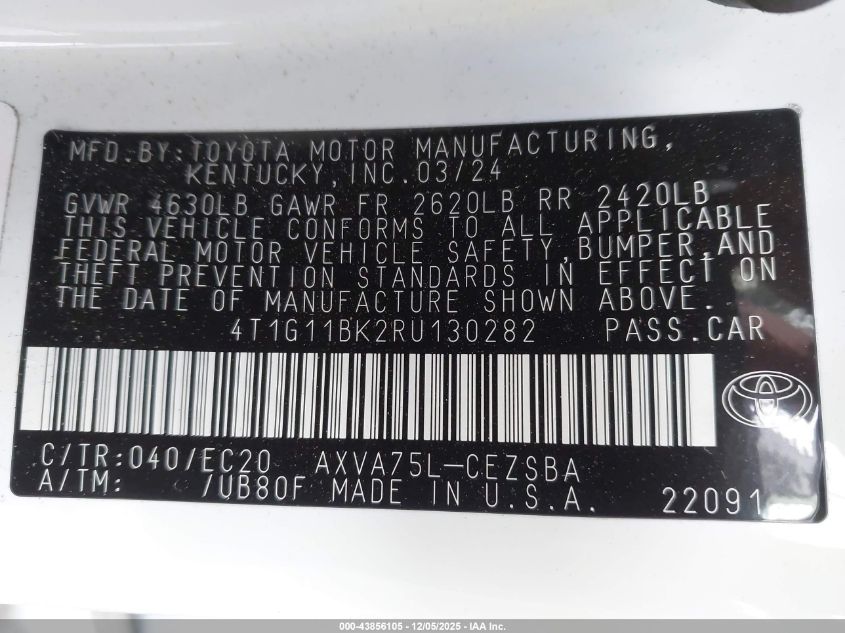 MFD.BY:TOYOTA MOTOR MANUFACTURING,
KENTUCKY,INC.03/24
GVWR 4630LB GAWR FR 2620LB RR 2420LB
THIS VEHICLE CONFORMS TO ALL APPLICABLE
FEDERAL MOTOR VEHICLE SAFETY,BUMPER,AND
THEFT PREVENTION STANDARDS IN EFFECT ON
THE DATE OF MANUFACTURE SHOWN ABOVE.
4T1G11BK2RU130282 PASS.CAR
C/TR:040/EC20 AXVA75L-CEZSBA
A/TM: /UB80F MADE IN U.S.A. 22091
000-43856105 - 12/05/2025 - IAA Inc.